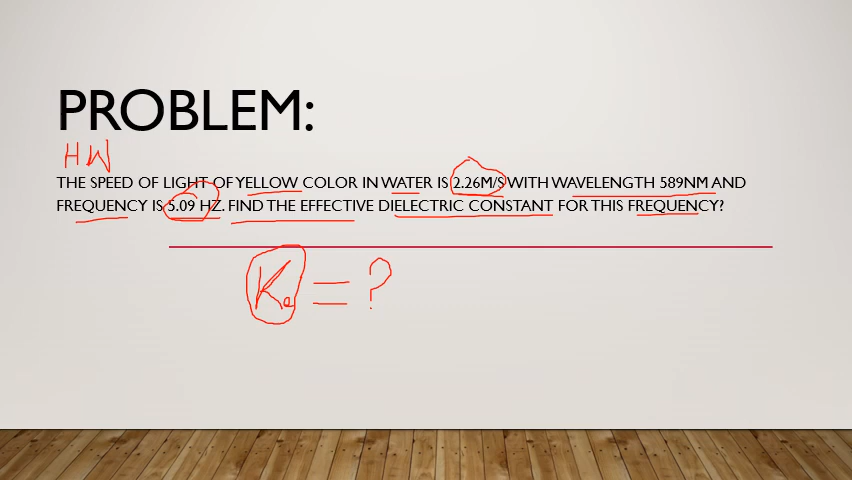 PROBLEM:
HW
THE SPEED OF LIGHT OF YELLOW COLOR IN WATER IS 2.26M/S WITH WAVELENGTH 589NM AND
FREQUENCY IS 5.09 HZ. FIND THE EFFECTIVE DIELECTRIC CONSTANT FOR THIS FREQUENCY?
Ke = ?